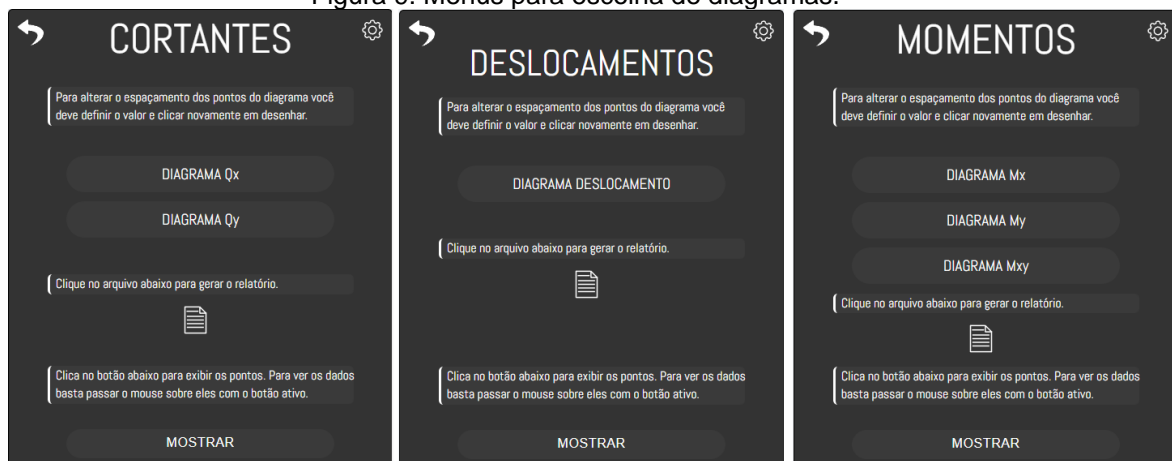 CORTANTES
Para alterar o espaçamento dos pontos do diagrama você
deve definir o valor e clicar novamente em desenhar.
DIAGRAMA Qx
DIAGRAMA Qy
Clique no arquivo abaixo para gerar o relatório.
Clica no botão abaixo para exibir os pontos. Para ver os dados
basta passar o mouse sobre eles com o botão ativo.
MOSTRAR
DESLOCAMENTOS
Para alterar o espaçamento dos pontos do diagrama você
deve definir o valor e clicar novamente em desenhar.
DIAGRAMA DESLOCAMENTO
Clique no arquivo abaixo para gerar o relatório.
Clica no botão abaixo para exibir os pontos. Para ver os dados
basta passar o mouse sobre eles com o botão ativo.
MOSTRAR
MOMENTOS
Para alterar o espaçamento dos pontos do diagrama você
deve definir o valor e clicar novamente em desenhar.
DIAGRAMA Mx
DIAGRAMA My
DIAGRAMA Mxy
Clique no arquivo abaixo para gerar o relatório.
Clica no botão abaixo para exibir os pontos. Para ver os dados
basta passar o mouse sobre eles com o botão ativo.
MOSTRAR